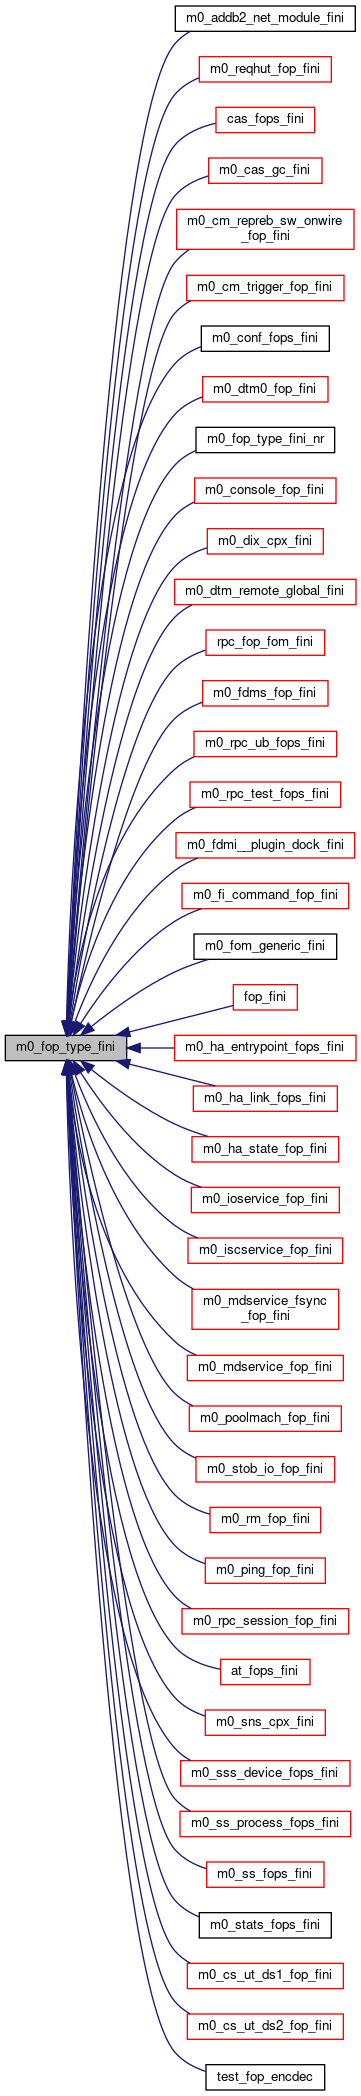 m0_addb2_net_module_fini
m0_reqhut_fop_fini
cas_fops_fini
m0_cas_gc_fini
m0_cm_repreb_sw_onwire
_fop_fini
m0_cm_trigger_fop_fini
m0_conf_fops_fini
m0_dtm0_fop_fini
m0_fop_type_fini_nr
m0_console_fop_fini
m0_dix_cpx_fini
m0_dtm_remote_global_fini
rpc_fop_fom_fini
m0_fdms_fop_fini
m0_rpc_ub_fops_fini
m0_rpc_test_fops_fini
m0_fdmi__plugin_dock_fini
m0_fi_command_fop_fini
m0_fom_generic_fini
fop_fini
m0_fop_type_fini
m0_ha_entrypoint_fops_fini
m0_ha_link_fops_fini
m0_ha_state_fop_fini
m0_ioservice_fop_fini
m0_iscservice_fop_fini
m0_mdservice_fsync
_fop_fini
m0_mdservice_fop_fini
m0_poolmach_fop_fini
m0_stob_io_fop_fini
m0_rm_fop_fini
m0_ping_fop_fini
m0_rpc_session_fop_fini
at_fops_fini
m0_sns_cpx_fini
m0_sss_device_fops_fini
m0_ss_process_fops_fini
m0_ss_fops_fini
m0_stats_fops_fini
m0_cs_ut_ds1_fop_fini
m0_cs_ut_ds2_fop_fini
test_fop_encdec